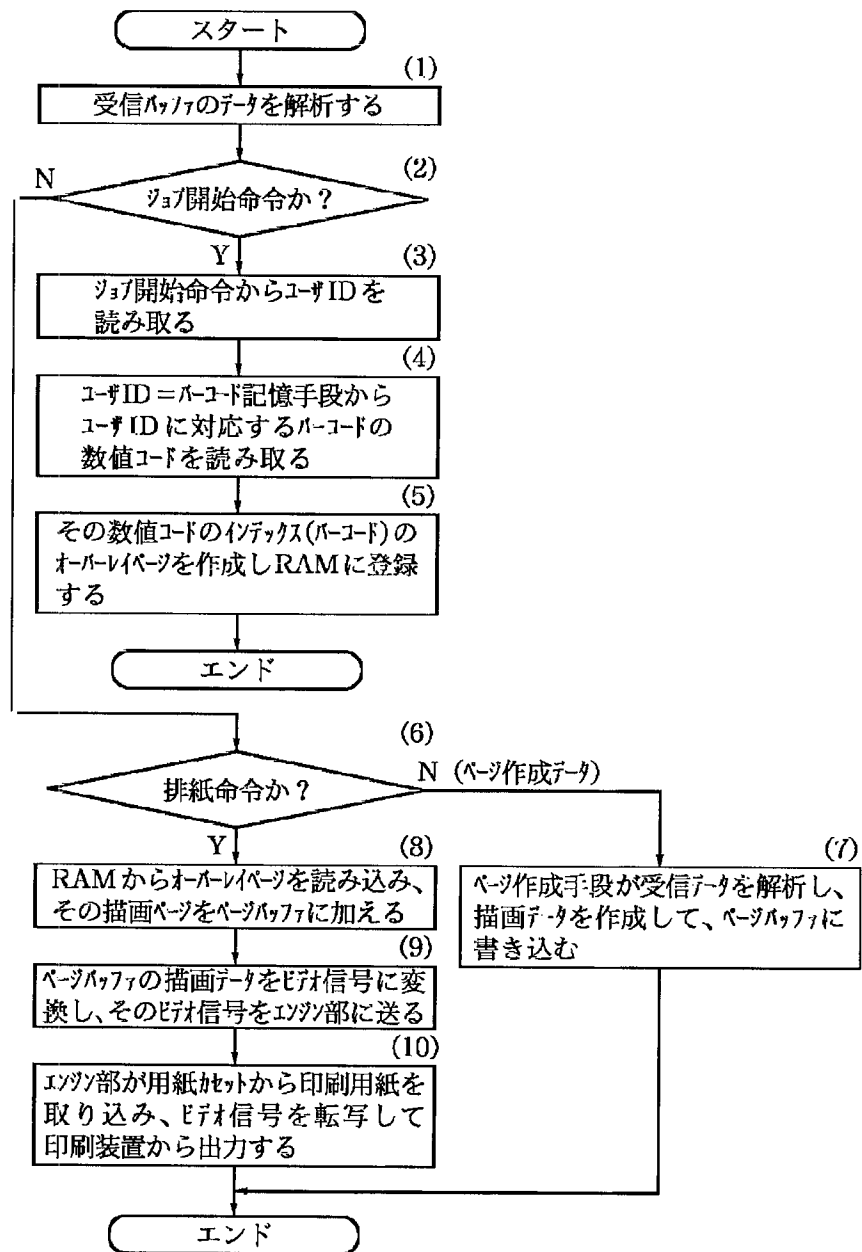 スタート
(1)
受信ﾊﾞｯﾌｧのﾃﾞｰﾀを解析する
(2)
N
ｼﾞｮﾌﾞ開始命令か？
Y
(3)
ｼﾞｮﾌﾞ開始命令からﾕｰｻﾞIDを
読み取る
(4)
ﾕｰｻﾞID＝ﾊﾞｰｺｰﾄﾞ記憶手段から
ﾕｰｻﾞIDに対応するﾊﾞｰｺｰﾄﾞの
数値ｺｰﾄﾞを読み取る
(5)
その数値ｺｰﾄﾞのｲﾝﾃﾞｯｸｽ(ﾊﾞｰｺｰﾄﾞ)の
ｵｰﾊﾞｰﾚｲﾍﾟｰｼﾞを作成しRAMに登録
する
エンド
(6)
排紙命令か？
N (ﾍﾟｰｼﾞ作成ﾃﾞｰﾀ)
Y
(8)
RAMからｵｰﾊﾞｰﾚｲﾍﾟｰｼﾞを読み込み、
その描画ﾍﾟｰｼﾞをﾍﾟｰｼﾞﾊﾞｯﾌｧに加える
(7)
ﾍﾟｰｼﾞ作成手段が受信ﾃﾞｰﾀを解析し、
描画ﾃﾞｰﾀを作成して、ﾍﾟｰｼﾞﾊﾞｯﾌｧに
書き込む
(9)
ﾍﾟｰｼﾞﾊﾞｯﾌｧの描画ﾃﾞｰﾀをﾋﾞﾃﾞｵ信号に変
換し、そのﾋﾞﾃﾞｵ信号をｴﾝｼﾞﾝ部に送る
(10)
ｴﾝｼﾞﾝ部が用紙ｶｾｯﾄから印刷用紙を
取り込み、ﾋﾞﾃﾞｵ信号を転写して
印刷装置から出力する
エンド